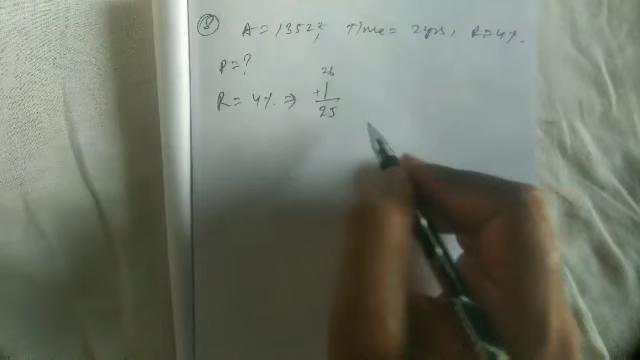 8 A = 1352₹, Time = 2yrs, R=4%.
P=?
26
R = 4% ⇒ +1
25